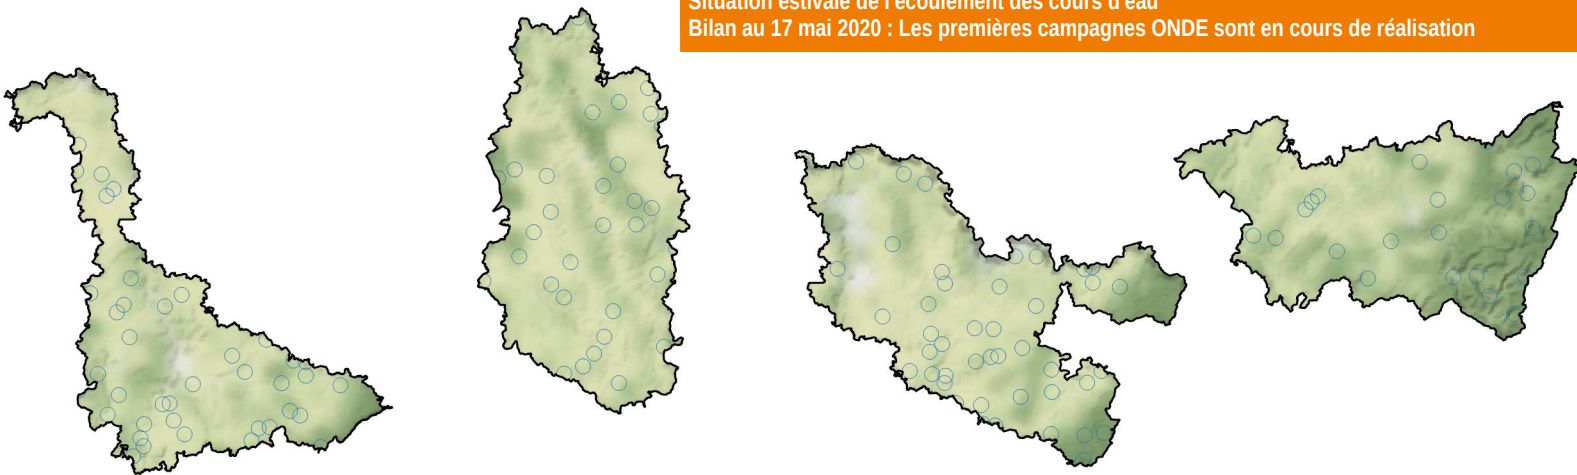 Situation estivale de l'écoulement des cours d'eau
Bilan au 17 mai 2020 : Les premières campagnes ONDE sont en cours de réalisation